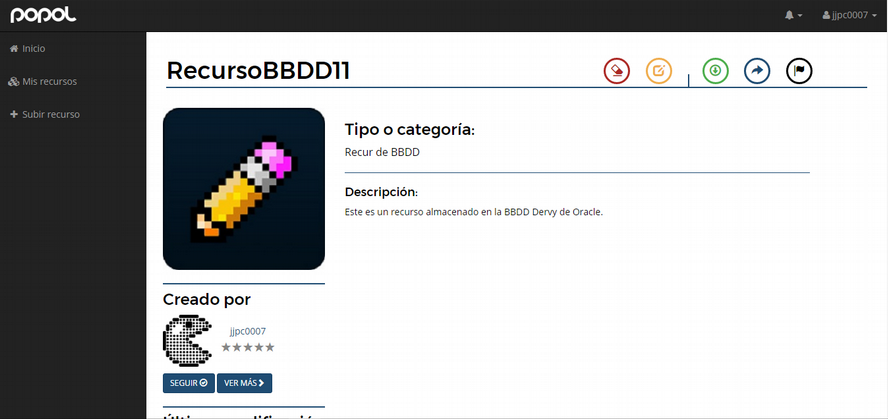 popol
jjpc0007
Inicio
Mis recursos
Subir recurso
RecursoBBDD11
Tipo o categoría:
Recur de BBDD
Descripción:
Este es un recurso almacenado en la BBDD Dervy de Oracle.
Creado por
jjpc0007
SEGUIR
VER MÁS